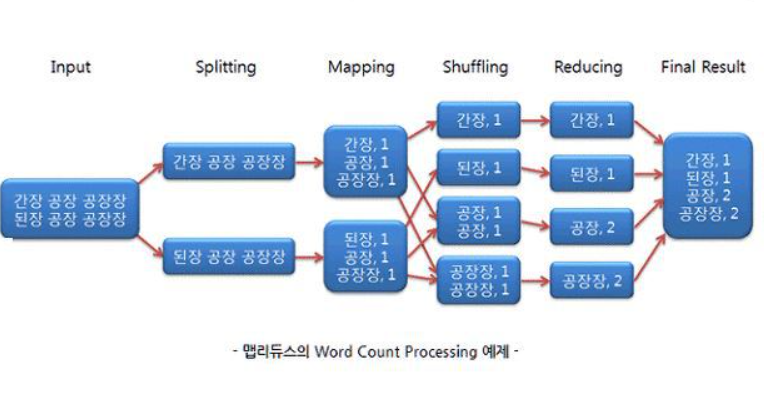 Input
Splitting
Mapping
Shuffling
Reducing
Final Result
간장 공장 공장장
된장 공장 공장장
간장 공장 공장장
된장 공장 공장장
간장, 1
공장, 1
공장장, 1
된장, 1
공장, 1
공장장, 1
간장, 1
된장, 1
공장, 1
공장, 1
공장장, 1
공장장, 1
간장, 1
된장, 1
공장, 2
공장장, 2
간장, 1
된장, 1
공장, 2
공장장, 2
- 맵리듀스의 Word Count Processing 예제 -